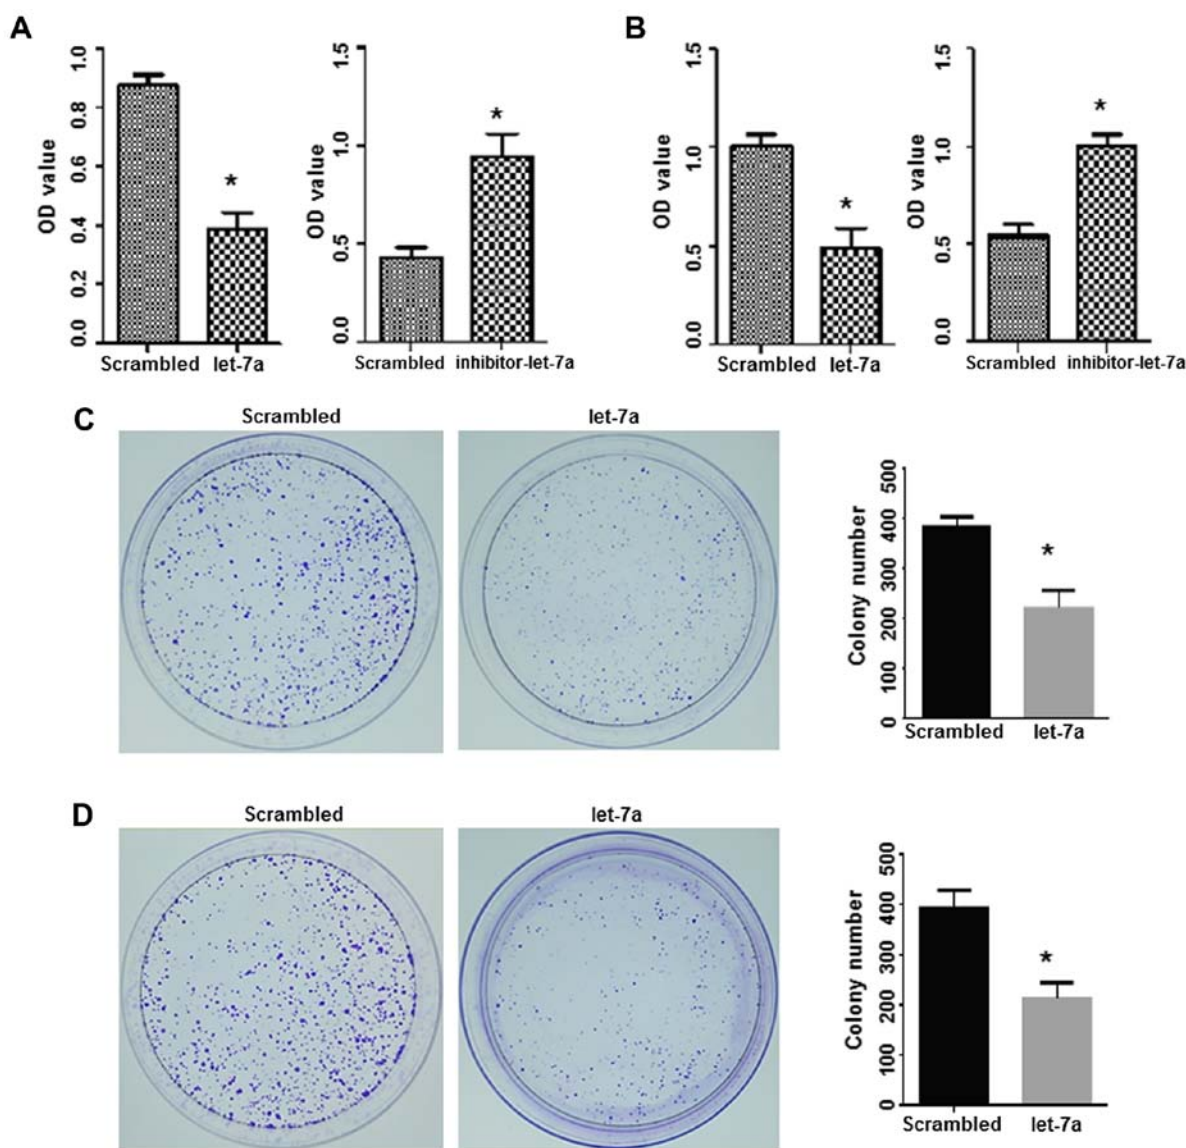 A
B
OD value
1.0
0.8
0.6
0.4
0.2
0.0
*
Scrambled let-7a
OD value
1.5
1.0
0.5
0.0
*
Scrambled inhibitor-let-7a
OD value
1.5
1.0
0.5
0.0
*
Scrambled let-7a
OD value
1.5
1.0
0.5
0.0
*
Scrambled inhibitor-let-7a
C
Scrambled
let-7a
Colony number
500
400
300
200
100
0
*
Scrambled let-7a
D
Scrambled
let-7a
Colony number
500
400
300
200
100
0
*
Scrambled let-7a